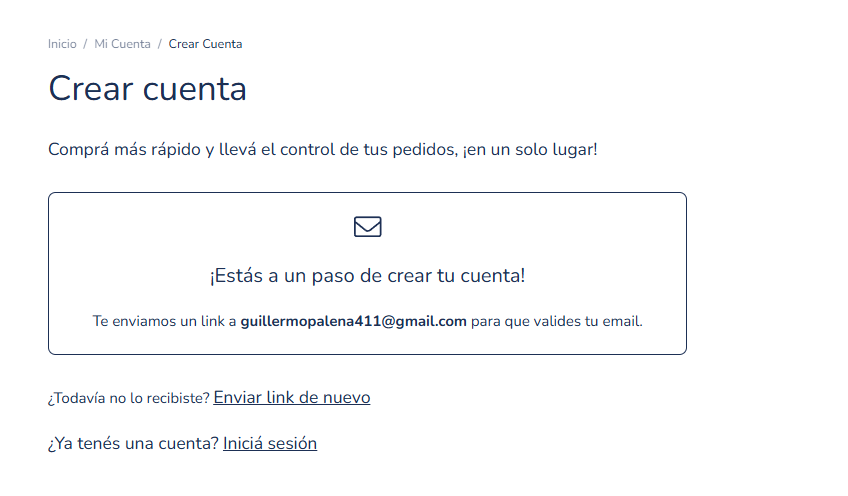 Inicio / Mi Cuenta / Crear Cuenta
Crear cuenta
Comprá más rápido y llevá el control de tus pedidos, ¡en un solo lugar!
¡Estás a un paso de crear tu cuenta!
Te enviamos un link a guillermopalena411@gmail.com para que valides tu email.
¿Todavía no lo recibiste? Enviar link de nuevo
¿Ya tenés una cuenta? Iniciá sesión